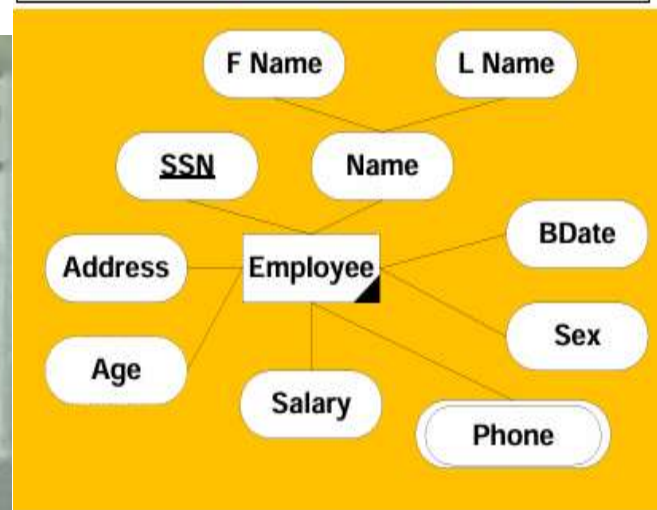 F Name
L Name
SSN
Name
BDate
Address
Employee
Sex
Age
Salary
Phone